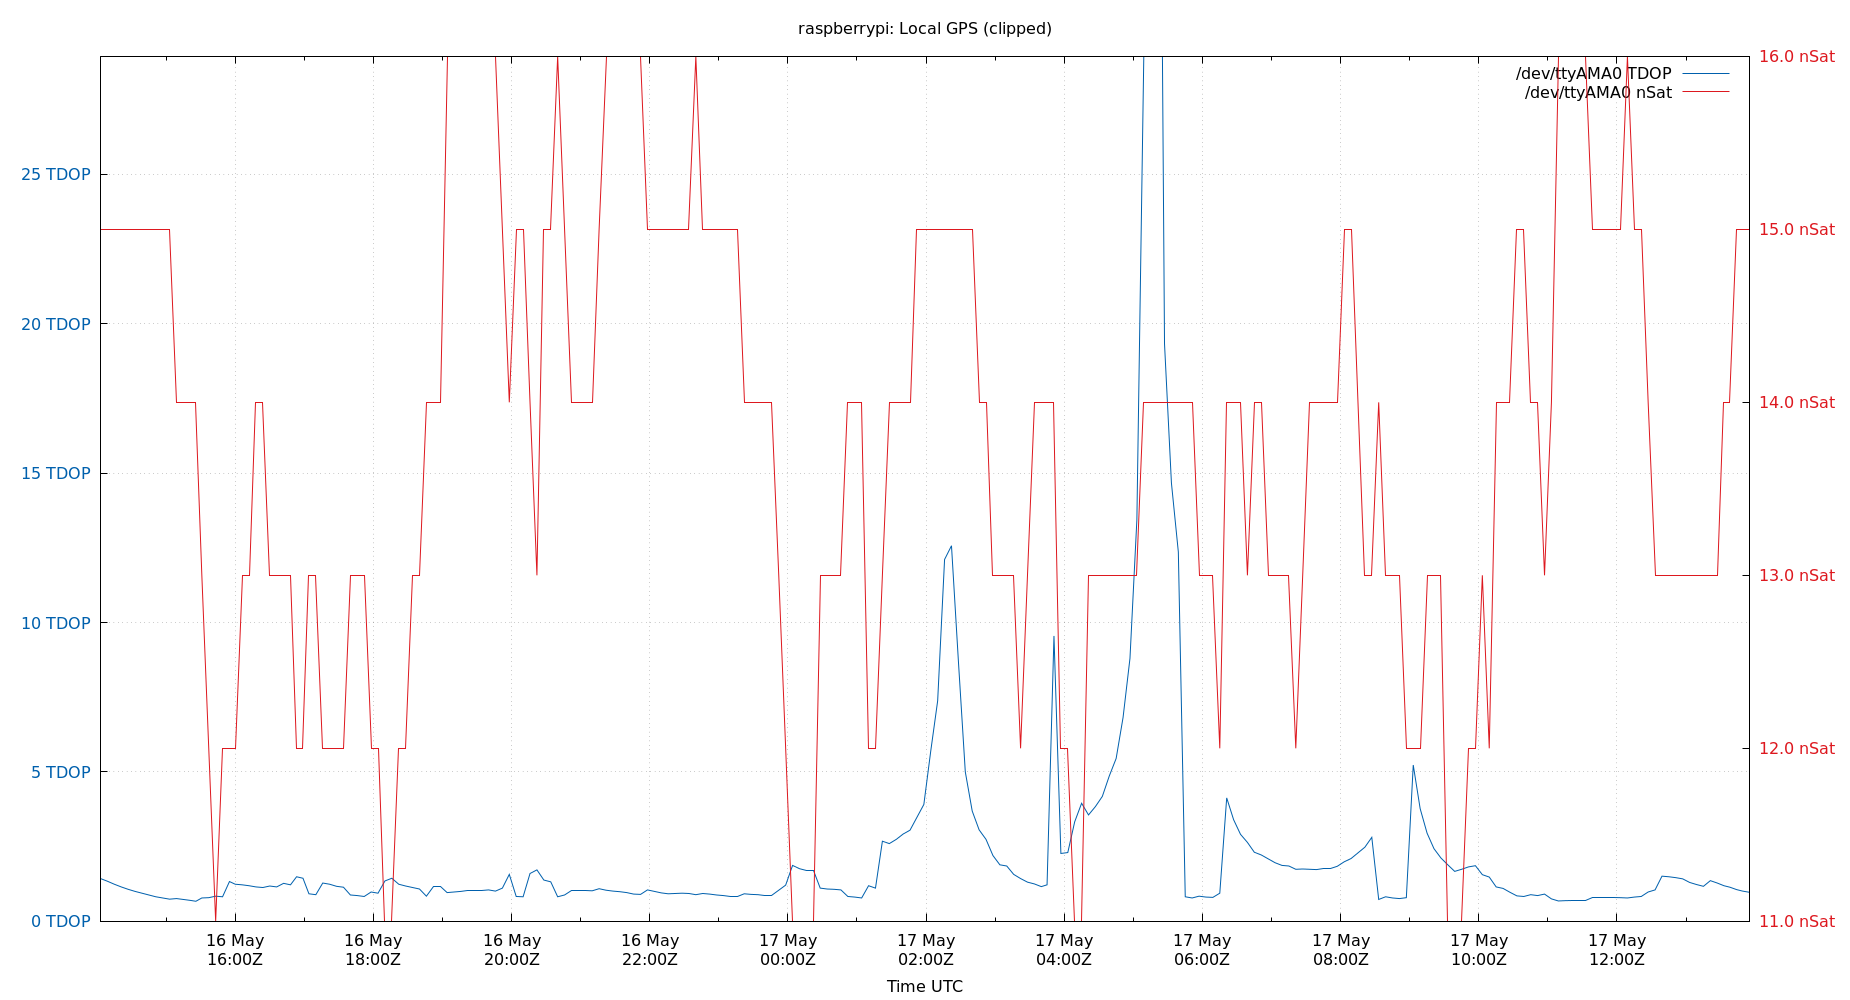 raspberrypi: Local GPS (clipped)
/dev/ttyAMA0 TDOP
/dev/ttyAMA0 nSat
25 TDOP
20 TDOP
15 TDOP
10 TDOP
5 TDOP
0 TDOP
16.0 nSat
15.0 nSat
14.0 nSat
13.0 nSat
12.0 nSat
11.0 nSat
16 May
16:00Z
16 May
18:00Z
16 May
20:00Z
16 May
22:00Z
17 May
00:00Z
17 May
02:00Z
17 May
04:00Z
17 May
06:00Z
17 May
08:00Z
17 May
10:00Z
17 May
12:00Z
Time UTC